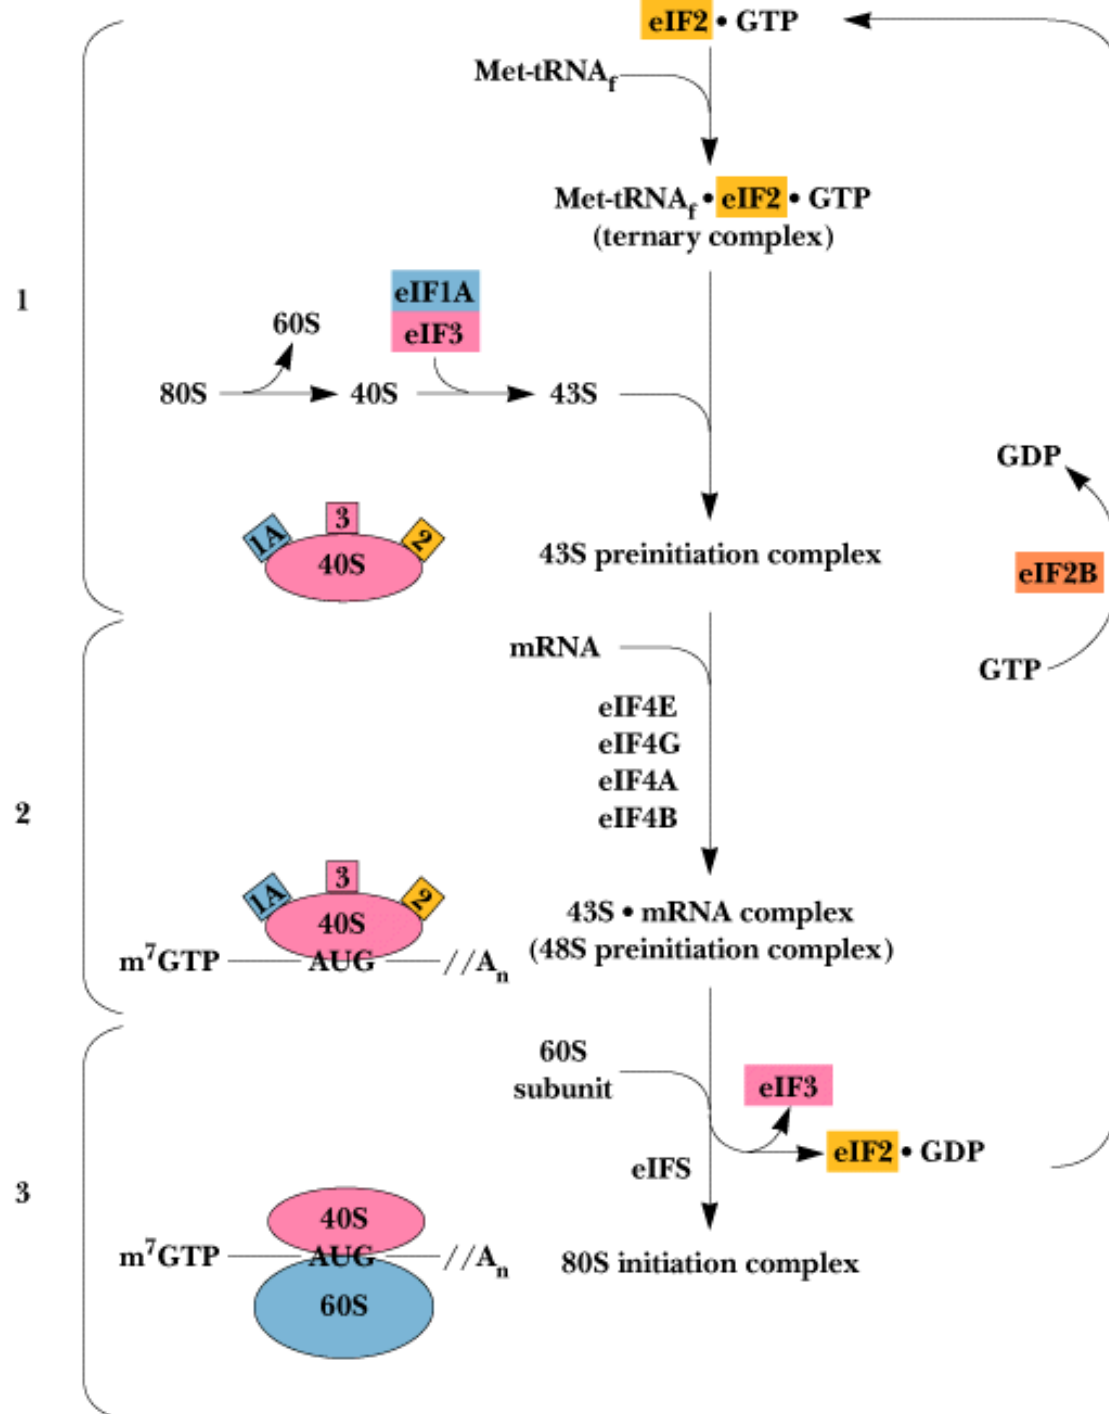 eIF2 • GTP
Met-tRNAf
Met-tRNAf • eIF2 • GTP
(ternary complex)
1
eIF1A
eIF3
60S
80S
40S
43S
GDP
3
1A
2
40S
43S preinitiation complex
eIF2B
mRNA
GTP
eIF4E
eIF4G
eIF4A
eIF4B
2
3
1A
2
40S
43S • mRNA complex
(48S preinitiation complex)
m7GTP
AUG
//An
60S
subunit
eIF3
eIF2 • GDP
eIFS
3
40S
m7GTP
AUG
//An
80S initiation complex
60S